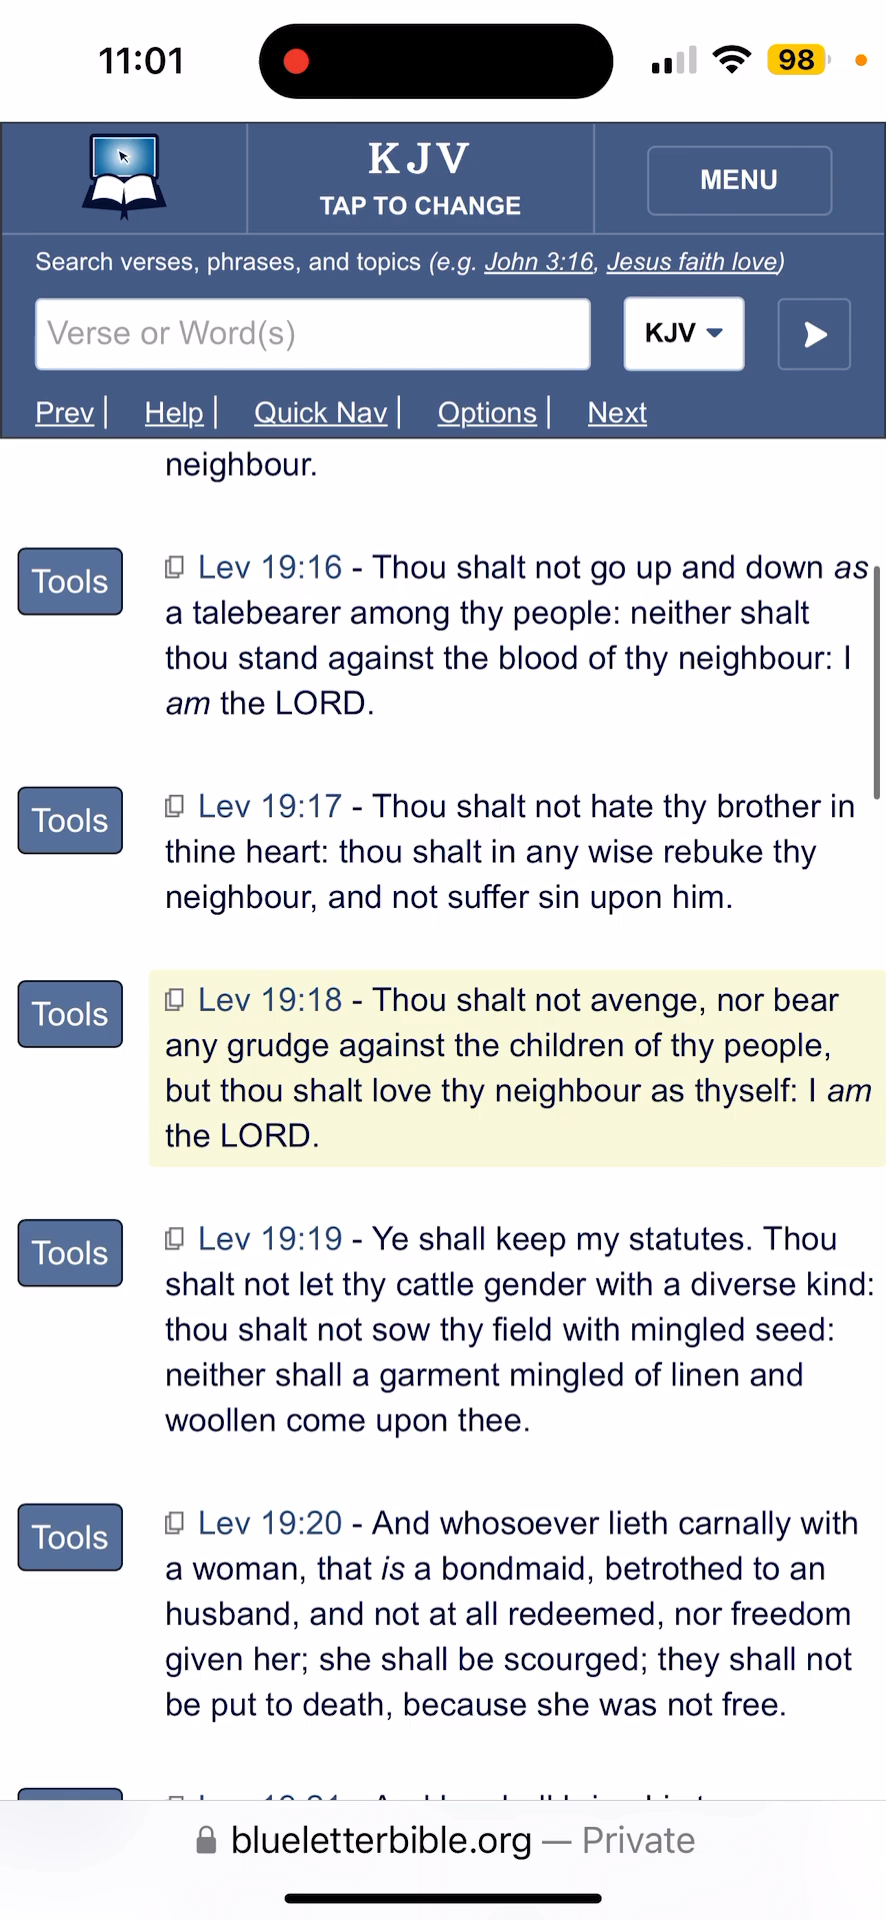 11:01
98
KJV
TAP TO CHANGE
MENU
Search verses, phrases, and topics (e.g. John 3:16, Jesus faith love)
Verse or Word(s)
KJV
Prev | Help | Quick Nav | Options | Next
neighbour.
Tools
Lev 19:16 - Thou shalt not go up and down as
a talebearer among thy people: neither shalt
thou stand against the blood of thy neighbour: I
am the LORD.
Tools
Lev 19:17 - Thou shalt not hate thy brother in
thine heart: thou shalt in any wise rebuke thy
neighbour, and not suffer sin upon him.
Tools
Lev 19:18 - Thou shalt not avenge, nor bear
any grudge against the children of thy people,
but thou shalt love thy neighbour as thyself: I am
the LORD.
Tools
Lev 19:19 - Ye shall keep my statutes. Thou
shalt not let thy cattle gender with a diverse kind:
thou shalt not sow thy field with mingled seed:
neither shall a garment mingled of linen and
woollen come upon thee.
Tools
Lev 19:20 - And whosoever lieth carnally with
a woman, that is a bondmaid, betrothed to an
husband, and not at all redeemed, nor freedom
given her; she shall be scourged; they shall not
be put to death, because she was not free.
blueletterbible.org — Private